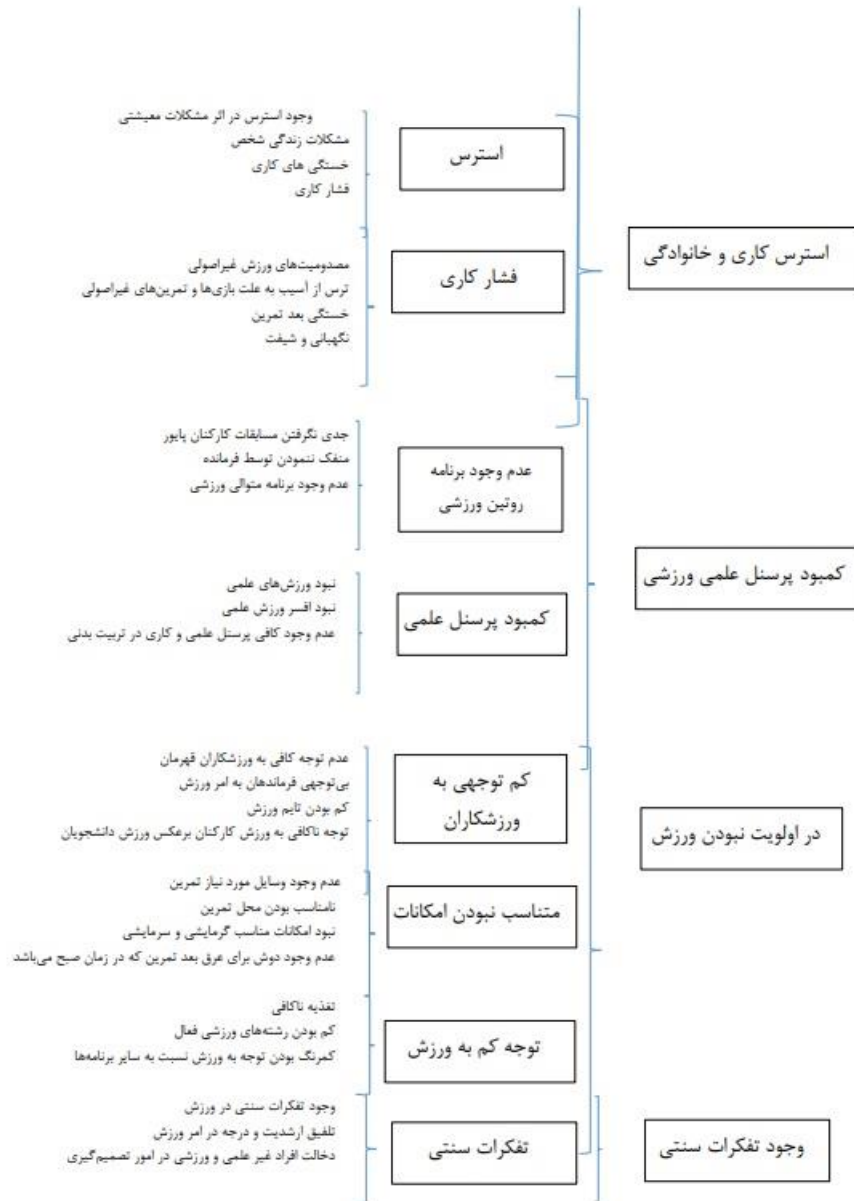 استرس کاری و خانوادگی
استرس
وجود استرس در اثر مشکلات معیشتی
مشکلات زندگی شخص
خستگی های کاری
فشار کاری
فشار کاری
مصدومیت‌های ورزش غیراصولی
ترس از آسیب به علت بازی‌ها و تمرین‌های غیراصولی
خستگی بعد تمرین
نگهبانی و شیفت
کمبود پرسنل علمی ورزشی
عدم وجود برنامه
روتین ورزشی
جدی نگرفتن مسابقات کارکنان پایور
منفک ننمودن توسط فرمانده
عدم وجود برنامه متوالی ورزشی
کمبود پرسنل علمی
نبود ورزش‌های علمی
نبود افسر ورزش علمی
عدم وجود کافی پرسنل علمی و کاری در تربیت بدنی
در اولویت نبودن ورزش
کم توجهی به
ورزشکاران
عدم توجه کافی به ورزشکاران قهرمان
بی‌توجهی فرماندهان به امر ورزش
کم بودن تایم ورزش
توجه ناکافی به ورزش کارکنان برعکس ورزش دانشجویان
متناسب نبودن امکانات
عدم وجود وسایل مورد نیاز تمرین
نامناسب بودن محل تمرین
نبود امکانات مناسب گرمایشی و سرمایشی
عدم وجود دوش برای عرق بعد تمرین که در زمان صبح می‌باشد
توجه کم به ورزش
تغذیه ناکافی
کم بودن رشته‌های ورزشی فعال
کمرنگ بودن توجه به ورزش نسبت به سایر برنامه‌ها
وجود تفکرات سنتی
تفکرات سنتی
وجود تفکرات سنتی در ورزش
تلفیق ارشدیت و درجه در امر ورزش
دخالت افراد غیر علمی و ورزشی در امور تصمیم‌گیری